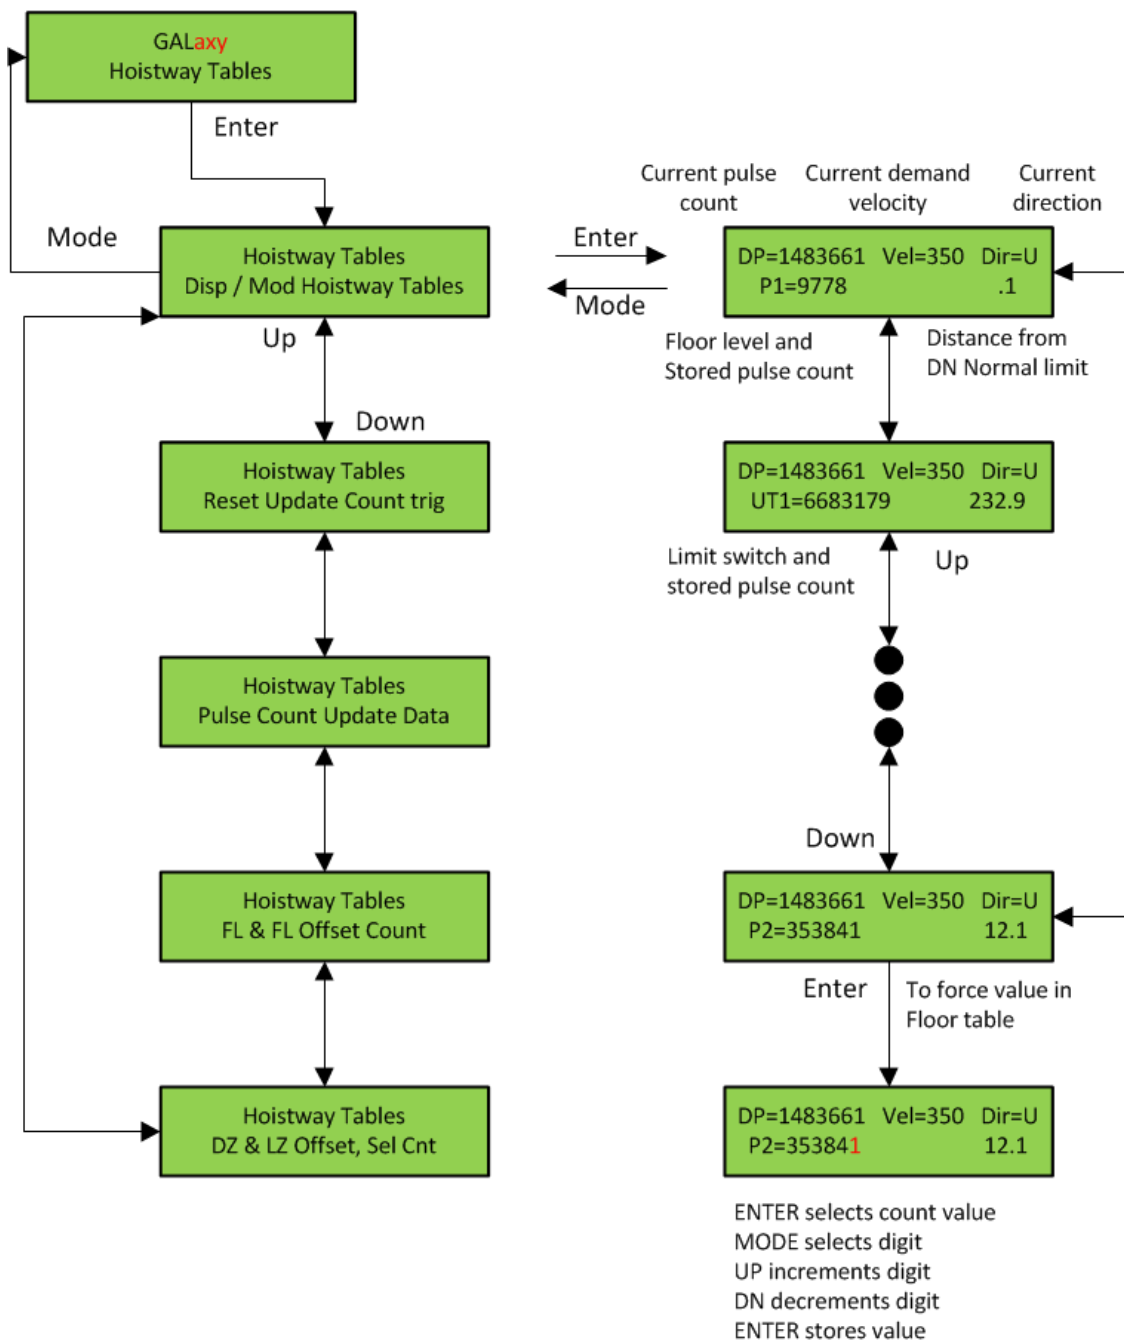 GALaxy
Hoistway Tables
Enter
Mode
Hoistway Tables
Disp / Mod Hoistway Tables
Up
Down
Hoistway Tables
Reset Update Count trig
Hoistway Tables
Pulse Count Update Data
Hoistway Tables
FL & FL Offset Count
Hoistway Tables
DZ & LZ Offset, Sel Cnt
Enter
Mode
Current pulse
count
Current demand
velocity
Current
direction
DP=1483661 Vel=350 Dir=U
P1=9778 .1
Floor level and
Stored pulse count
Distance from
DN Normal limit
DP=1483661 Vel=350 Dir=U
UT1=6683179 232.9
Limit switch and
stored pulse count
Up
Down
DP=1483661 Vel=350 Dir=U
P2=353841 12.1
Enter
To force value in
Floor table
DP=1483661 Vel=350 Dir=U
P2=353841 12.1
ENTER selects count value
MODE selects digit
UP increments digit
DN decrements digit
ENTER stores value